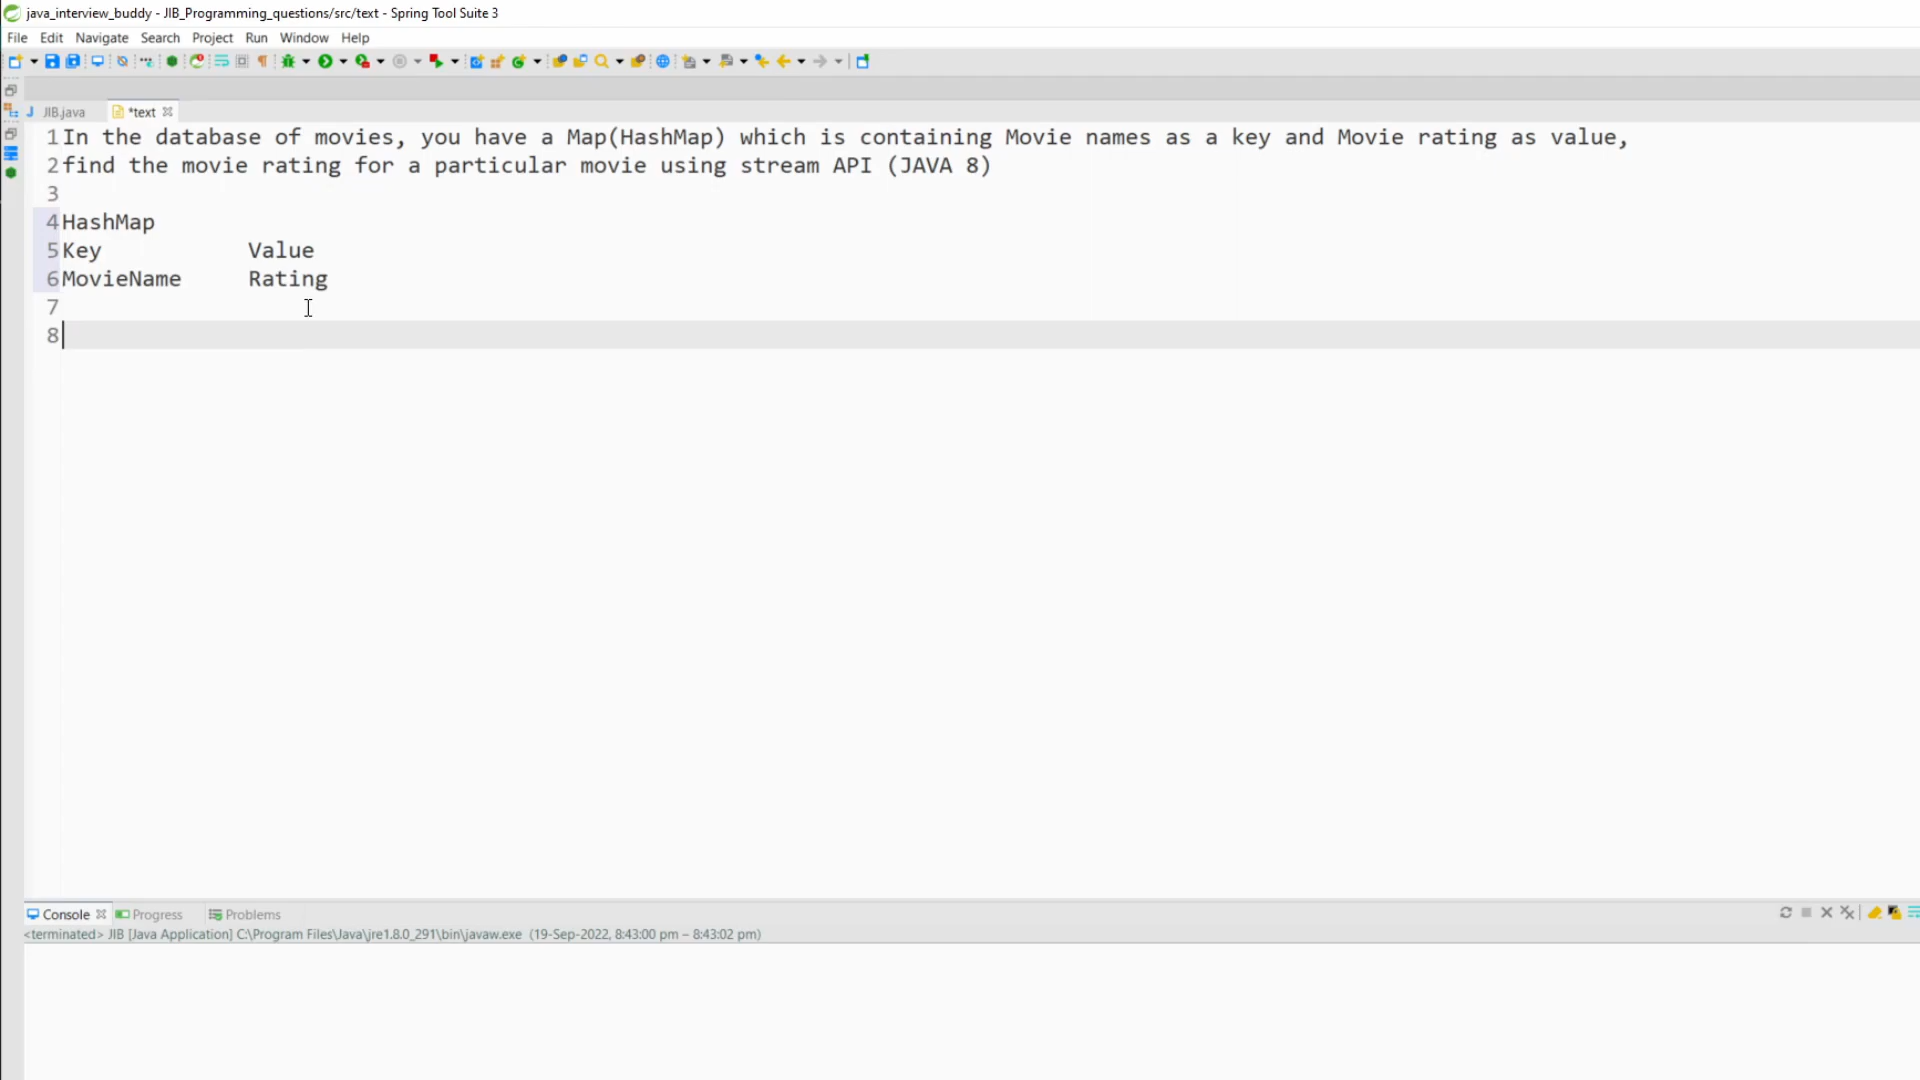 java_interview_buddy - JIB_Programming_questions/src/text - Spring Tool Suite 3
File Edit Navigate Search Project Run Window Help
JIB.java *text
1 In the database of movies, you have a Map(HashMap) which is containing Movie names as a key and Movie rating as value,
2 find the movie rating for a particular movie using stream API (JAVA 8)
3
4 HashMap
5 Key Value
6 MovieName Rating
7
8
Console Progress Problems
<terminated> JIB [Java Application] C:\Program Files\Java\jre1.8.0_291\bin\javaw.exe (19-Sep-2022, 8:43:00 pm – 8:43:02 pm)